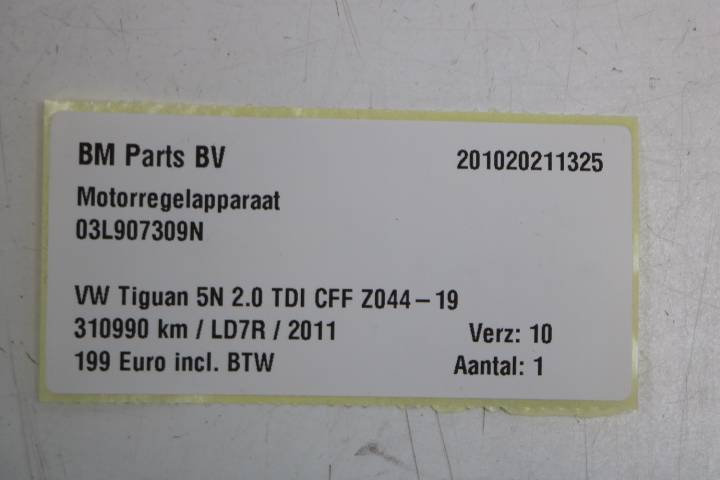 BM Parts BV 201020211325
Motorregelapparaat
03L907309N
VW Tiguan 5N 2.0 TDI CFF Z044-19
310990 km / LD7R / 2011 Verz: 10
199 Euro incl. BTW Aantal: 1